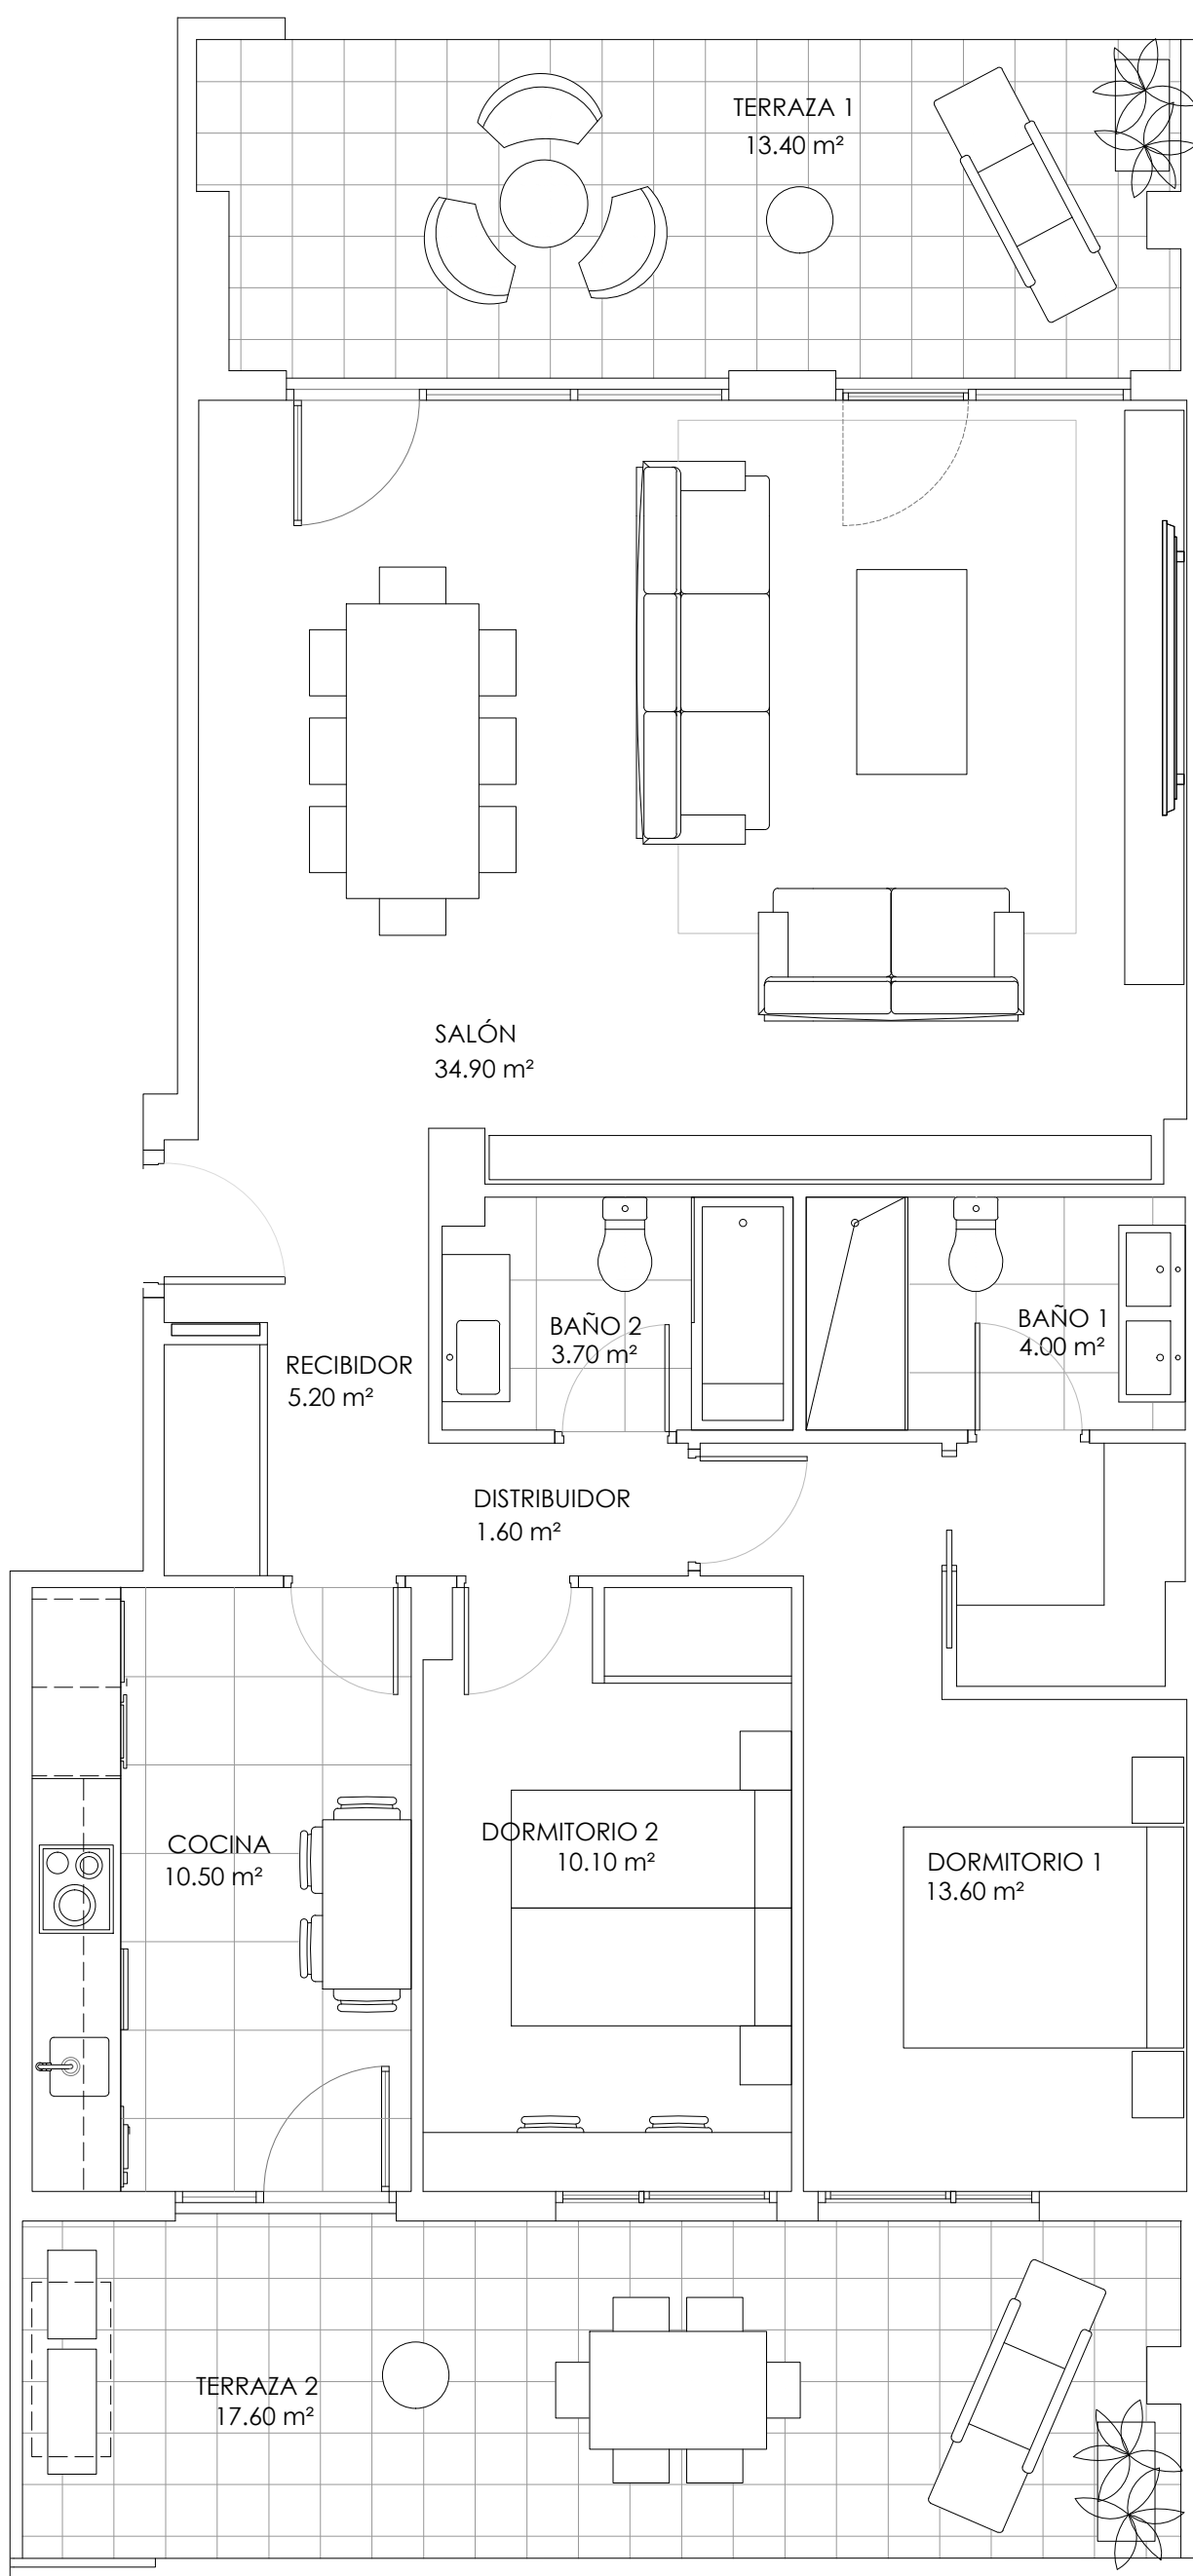 TERRAZA 1
13.40 m²
SALÓN
34.90 m²
BAÑO 2
3.70 m²
BAÑO 1
4.00 m²
RECIBIDOR
5.20 m²
DISTRIBUIDOR
1.60 m²
COCINA
10.50 m²
DORMITORIO 2
10.10 m²
DORMITORIO 1
13.60 m²
TERRAZA 2
17.60 m²